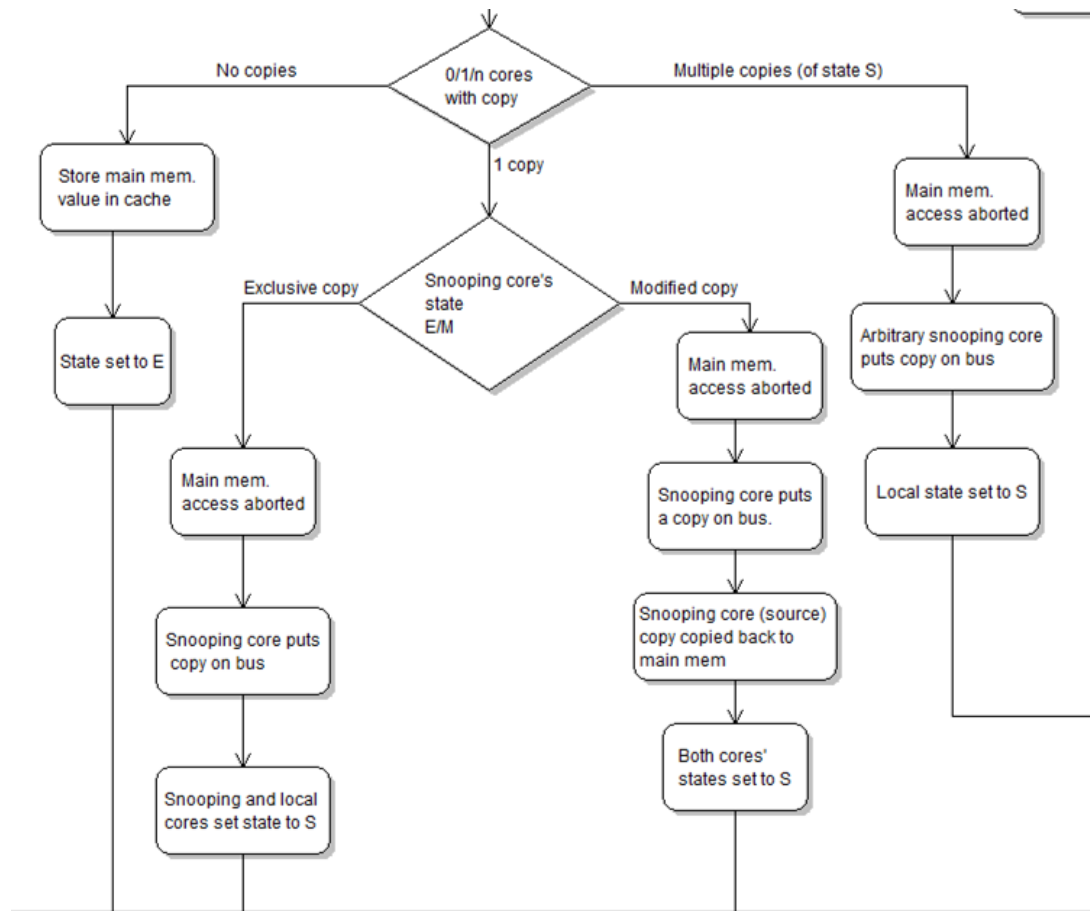 No copies
0/1/n cores
with copy
Multiple copies (of state S)
1 copy
Store main mem.
value in cache
Main mem.
access aborted
Exclusive copy
Snooping core's
state
E/M
Modified copy
State set to E
Main mem.
access aborted
Arbitrary snooping core
puts copy on bus
Main mem.
access aborted
Snooping core puts
a copy on bus.
Local state set to S
Snooping core puts
copy on bus
Snooping core (source)
copy copied back to
main mem
Both cores'
states set to S
Snooping and local
cores set state to S